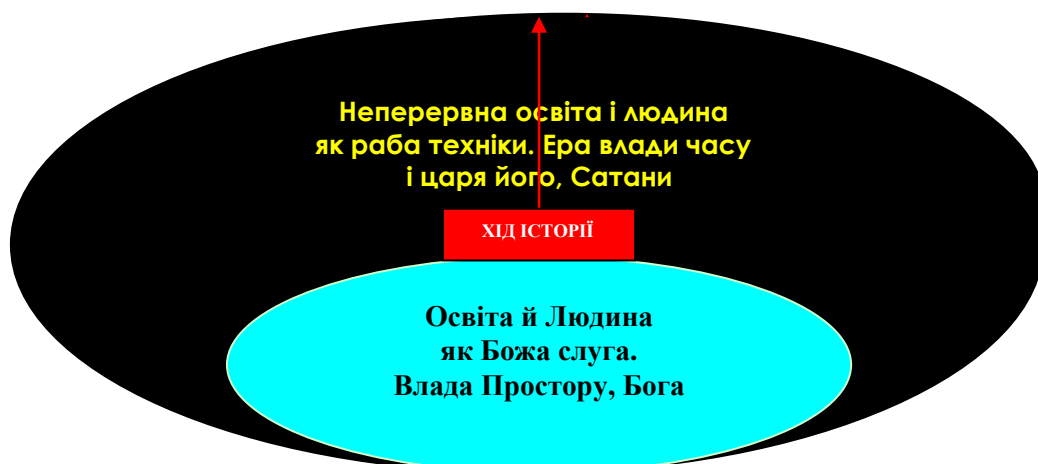 Неперервна освіта і людина
як раба техніки. Ера влади часу
і царя його, Сатани
ХІД ІСТОРІЇ
Освіта й Людина
як Божа слуга.
Влада Простору, Бога